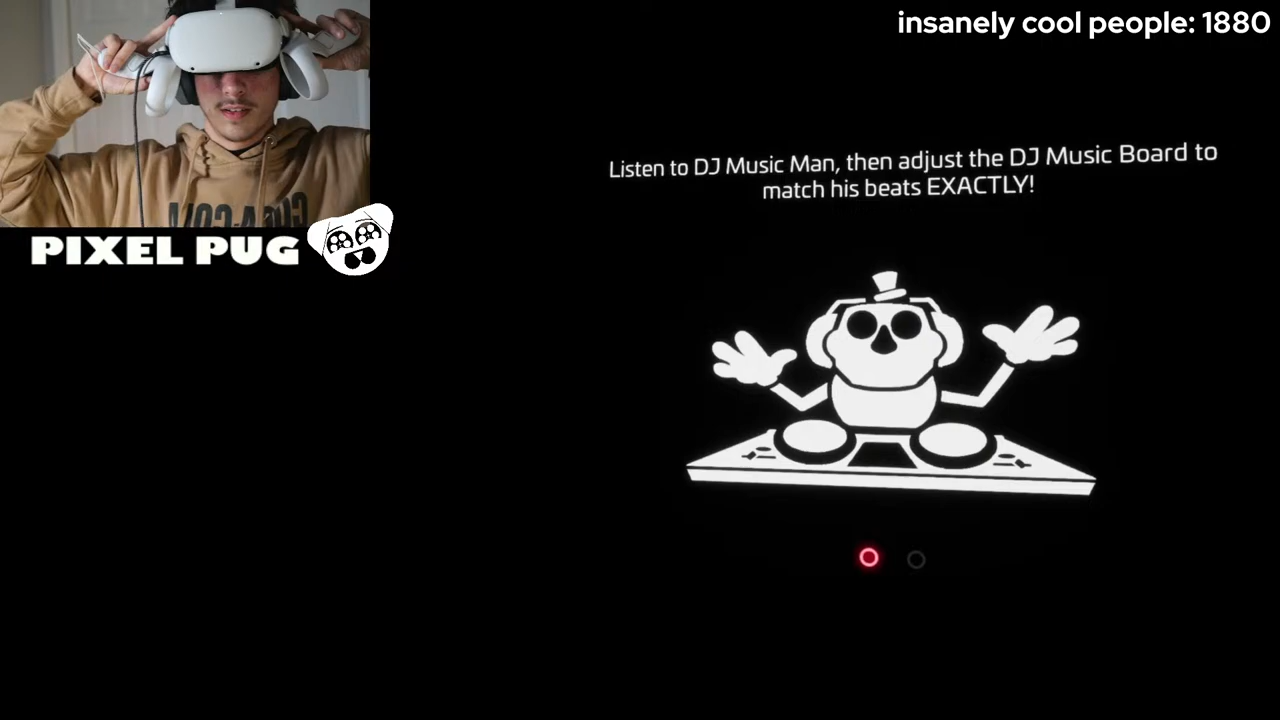 insanely cool people: 1880
Listen to DJ Music Man, then adjust the DJ Music Board to
match his beats EXACTLY!
PIXEL PUG